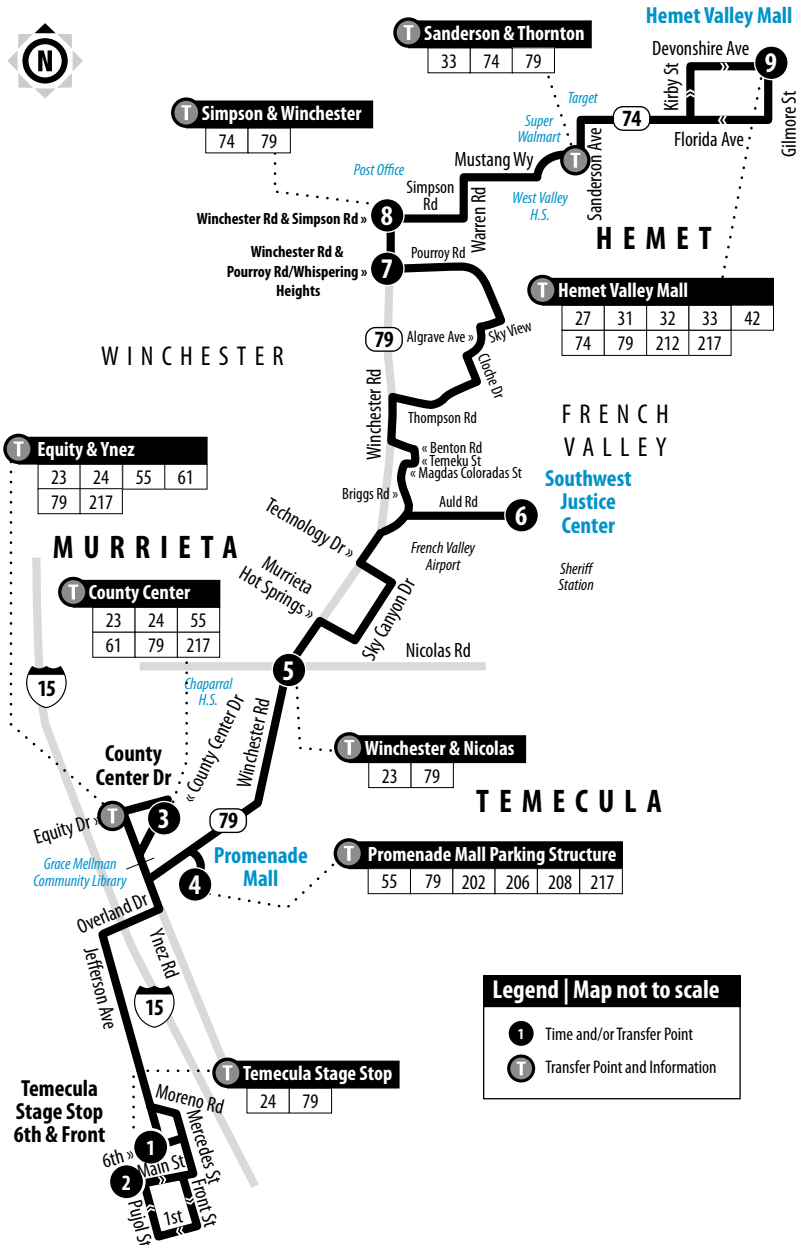 Hemet Valley Mall
N
T Sanderson & Thornton
33 74 79
Devonshire Ave
9
Kirby St
Gilmore St
Target
74
Florida Ave
T Simpson & Winchester
74 79
Super
Walmart
Sanderson Ave
Mustang Wy
T
Post Office
Simpson
Rd
West Valley
H.S.
Warren Rd
Winchester Rd & Simpson Rd »
8
HEMET
Winchester Rd &
Pourroy Rd/Whispering »
Heights
7
Pourroy Rd
T Hemet Valley Mall
27 31 32 33 42
74 79 212 217
79
Algrave Ave »
Sky View
WINCHESTER
Cloche Dr
Winchester Rd
Thompson Rd
FRENCH
VALLEY
T Equity & Ynez
23 24 55 61
79 217
« Benton Rd
« Temeku St
« Magdas Coloradas St
Southwest
Justice
Center
Briggs Rd »
Auld Rd
6
Technology Dr »
MURRIETA
French Valley
Airport
Sheriff
Station
Murrieta
Hot Springs »
T County Center
23 24 55
61 79 217
Sky Canyon Dr
Nicolas Rd
5
15
Chaparral
H.S.
« County Center Dr
Winchester Rd
T Winchester & Nicolas
23 79
County
Center Dr
TEMECULA
Equity Dr »
T
3
79
Grace Mellman
Community Library
Promenade
Mall
4
T Promenade Mall Parking Structure
55 79 202 206 208 217
Overland Dr
Ynez Rd
Jefferson Ave
15
Legend | Map not to scale
1 Time and/or Transfer Point
T Transfer Point and Information
T Temecula Stage Stop
24 79
Temecula
Stage Stop
6th & Front
Moreno Rd
Mercedes St
1
6th »
Main St
2
Pujol St
1st
Front St